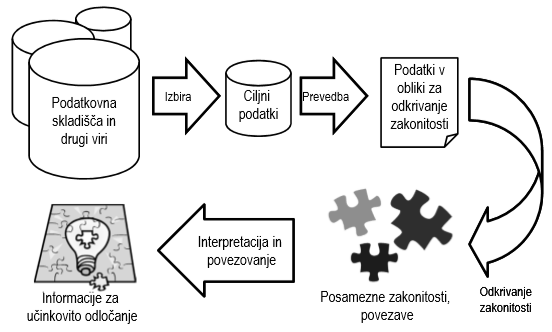 Podatkovna
skladišča in
drugi viri
Izbira
Ciljni
podatki
Prevedba
Podatki v
obliki za
odkrivanje
zakonitosti
Odkrivanje
zakonitosti
Posamezne zakonitosti,
povezave
Interpretacija in
povezovanje
Informacije za
učinkovito odločanje